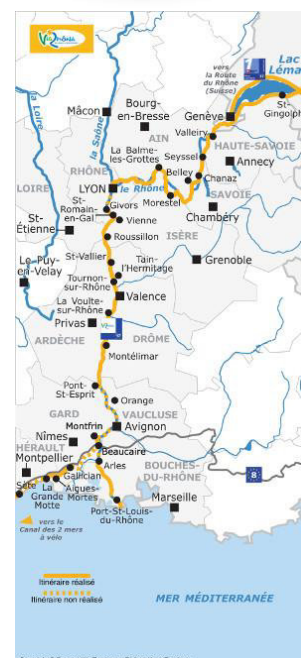 ViaRhôna
vers
la Route
du Rhône
(Suisse)
Lac
Léman
St-
Gingolph
Mâcon
Bourg-
en-Bresse
Genève
Valleiry
AIN
HAUTE-SAVOIE
la Loire
la Saône
La Balme-
les-Grottes
Seyssel
Annecy
RHÔNE
Belley
Chanaz
LOIRE
LYON
le Rhône
SAVOIE
St-
Romain-
en-Gal
Givors
Morestel
Chambéry
Vienne
St-
Étienne
Roussillon
ISÈRE
Le-Puy-
en-Velay
St-Vallier
Tain-
l'Hermitage
Grenoble
Tournon-
sur-Rhône
La Voulte-
sur-Rhône
Valence
Privas
ARDÈCHE
DRÔME
Montélimar
Pont-
St-Esprit
Orange
GARD
VAUCLUSE
Montfrin
Avignon
Nîmes
Beaucaire
HÉRAULT
Montpellier
Arles
BOUCHES-
DU-RHÔNE
Gallician
8
Sète
La
Grande
Motte
Aigues-
Mortes
Marseille
Port-St-Louis-
du-Rhône
vers le
Canal des 2 mers
à vélo
Itinéraire réalisé
Itinéraire non réalisé
MER MÉDITERRANÉE